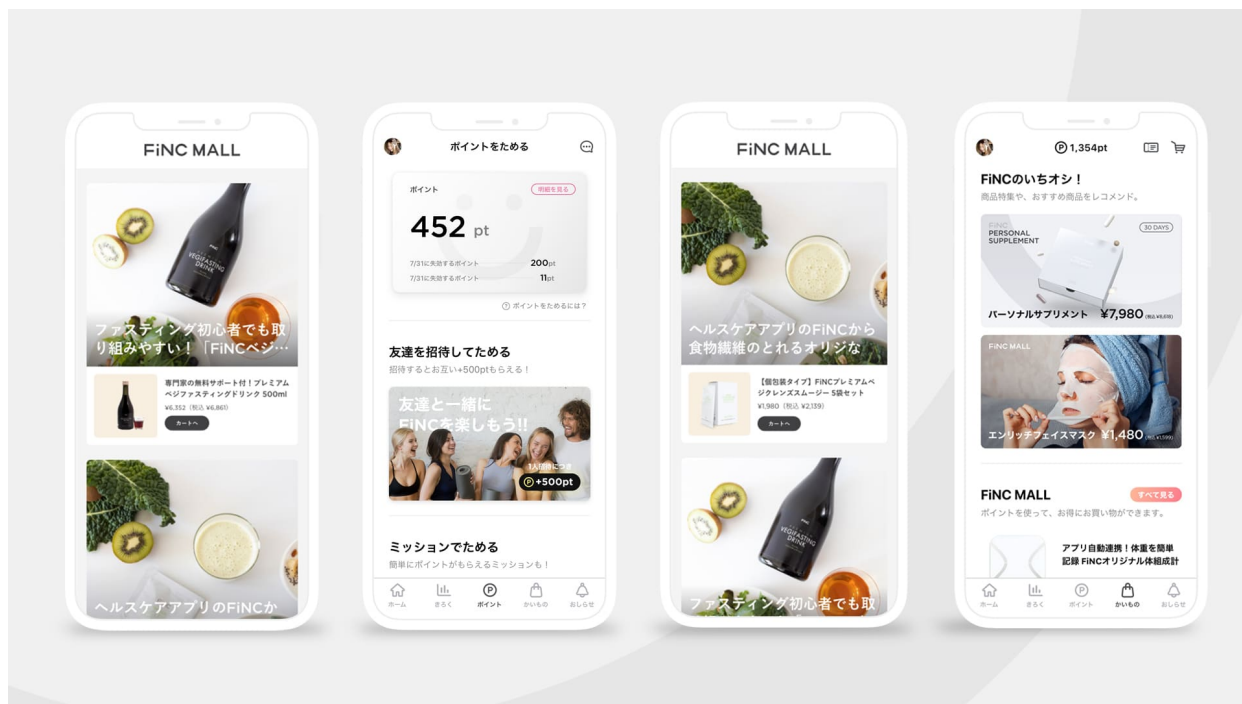 FiNC MALL
VEGIFASTING
DRINK
ファスティング初心者でも取
り組みやすい！「FiNCベジ…
専門家の無料サポート付！プレミアム
ベジファスティングドリンク 500ml
¥6,352（税込 ¥6,861）
カートへ
ヘルスケアアプリのFiNCか
ポイントをためる
ポイント
明細を見る
452 pt
7/31に失効するポイント 200pt
7/31に失効するポイント 11pt
? ポイントをためるには？
友達を招待してためる
招待するとお互い+500ptもらえる！
友達と一緒に
FiNCを楽しもう!!
1人招待につき
P +500pt
ミッションでためる
簡単にポイントがもらえるミッションも！
ホーム きろく ポイント かいもの おしらせ
FiNC MALL
ヘルスケアアプリのFiNCから
食物繊維のとれるオリジな
【個包装タイプ】FiNCプレミアムベ
ジクレンズスムージー 5袋セット
¥1,980（税込 ¥2,139）
カートへ
VEGIFASTING
DRINK
ファスティング初心者でも取
P 1,354pt
FiNCのいちオシ！
商品特集や、おすすめ商品をレコメンド。
FiNC
PERSONAL
SUPPLEMENT
30 DAYS
パーソナルサプリメント ¥7,980 (税込 ¥8,618)
FiNC MALL
エンリッチフェイスマスク ¥1,480 (税込 ¥1,599)
FiNC MALL
すべて見る
ポイントを使って、お得にお買い物ができます。
アプリ自動連携！体重を簡単
記録 FiNCオリジナル体組成計
ホーム きろく ポイント かいもの おしらせ